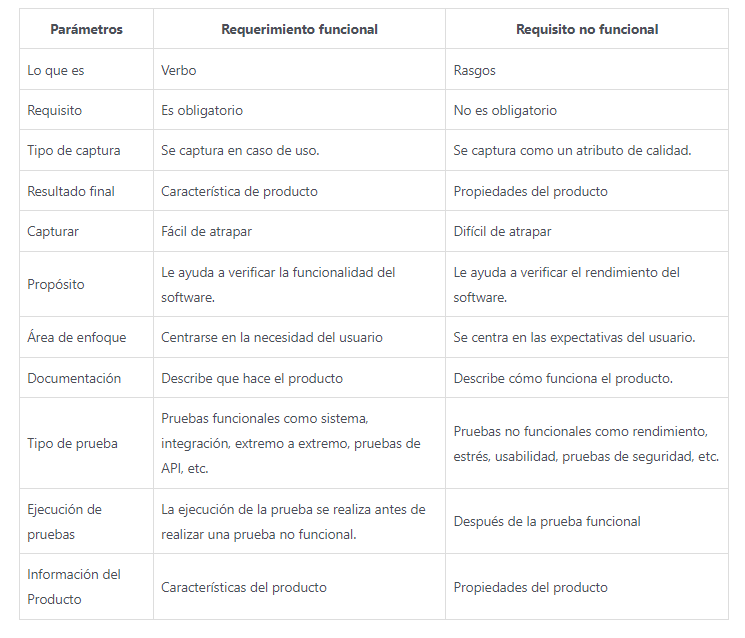 Parámetros Requerimiento funcional Requisito no funcional
Lo que es Verbo Rasgos
Requisito Es obligatorio No es obligatorio
Tipo de captura Se captura en caso de uso. Se captura como un atributo de calidad.
Resultado final Característica de producto Propiedades del producto
Capturar Fácil de atrapar Difícil de atrapar
Propósito
Le ayuda a verificar la funcionalidad del
software.
Le ayuda a verificar el rendimiento del
software.
Área de enfoque Centrarse en la necesidad del usuario Se centra en las expectativas del usuario.
Documentación Describe que hace el producto Describe cómo funciona el producto.
Tipo de prueba
Pruebas funcionales como sistema,
integración, extremo a extremo, pruebas de
API, etc.
Pruebas no funcionales como rendimiento,
estrés, usabilidad, pruebas de seguridad, etc.
Ejecución de
pruebas
La ejecución de la prueba se realiza antes de
realizar una prueba no funcional.
Después de la prueba funcional
Información del
Producto
Características del producto
Propiedades del producto